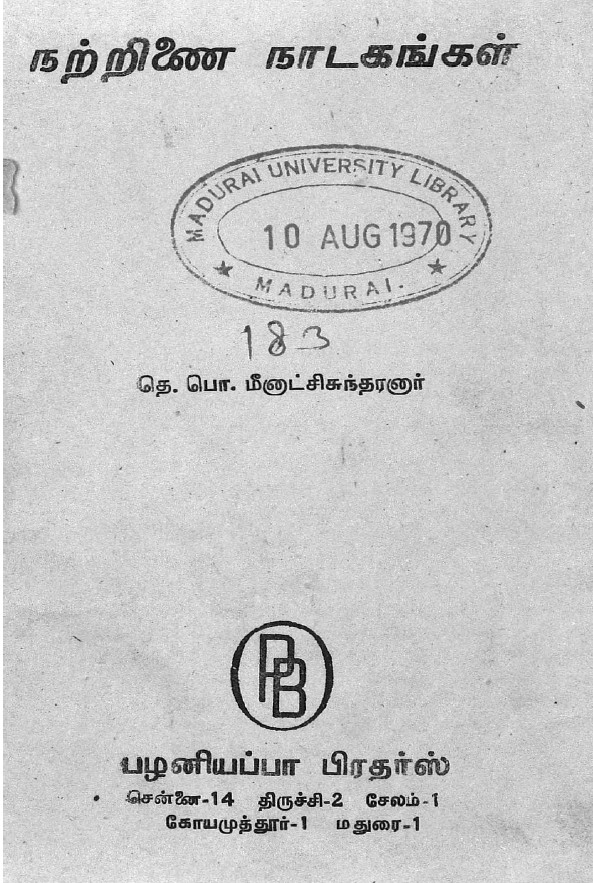 நற்றிணை நாடகங்கள்
MADURAI UNIVERSITY LIBRARY
10 AUG 1970
★ MADURAI. ★
183
தெ. பொ. மீனாட்சிசுந்தரனார்
PB
பழனியப்பா பிரதர்ஸ்
சென்னை-14 திருச்சி-2 சேலம்-1
கோயமுத்தூர்-1 மதுரை-1